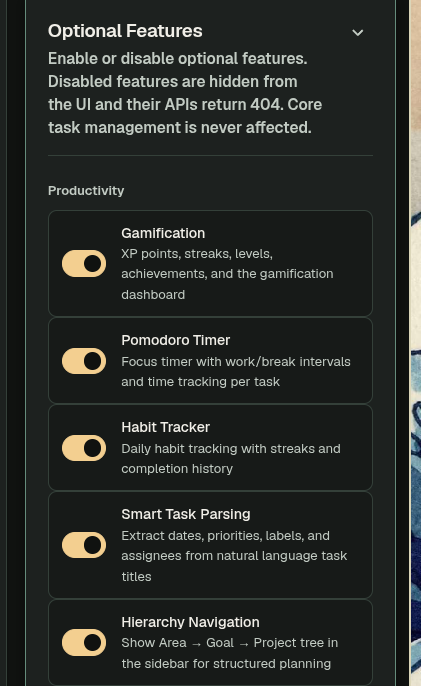 Optional Features
Enable or disable optional features.
Disabled features are hidden from
the UI and their APIs return 404. Core
task management is never affected.
Productivity
Gamification
XP points, streaks, levels,
achievements, and the gamification
dashboard
Pomodoro Timer
Focus timer with work/break intervals
and time tracking per task
Habit Tracker
Daily habit tracking with streaks and
completion history
Smart Task Parsing
Extract dates, priorities, labels, and
assignees from natural language task
titles
Hierarchy Navigation
Show Area → Goal → Project tree in
the sidebar for structured planning